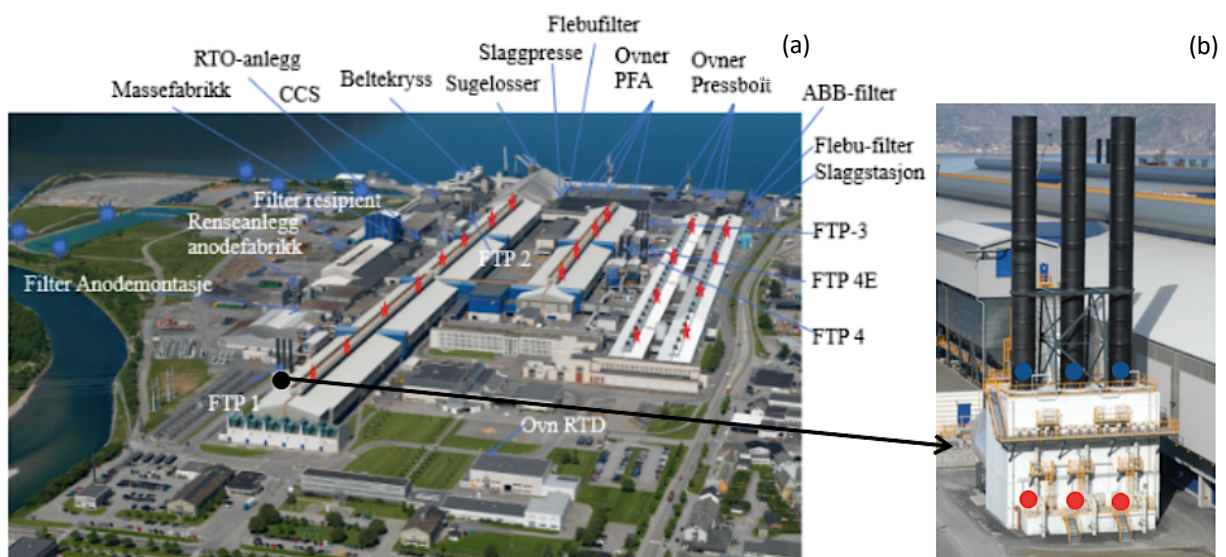 Flebufilter
(a)
(b)
Slaggpresse
Ovner
PFA
Ovner
Pressbolt
RTO-anlegg
Beltekryss
Sugelosser
Massefabrikk
CCS
ABB-filter
Flebu-filter
Slaggstasjon
Filter resipient
Renseanlegg
anodefabrikk
FTP-3
FTP 2
FTP 4E
Filter Anodemontasje
FTP 4
FTP 1
Ovn RTD